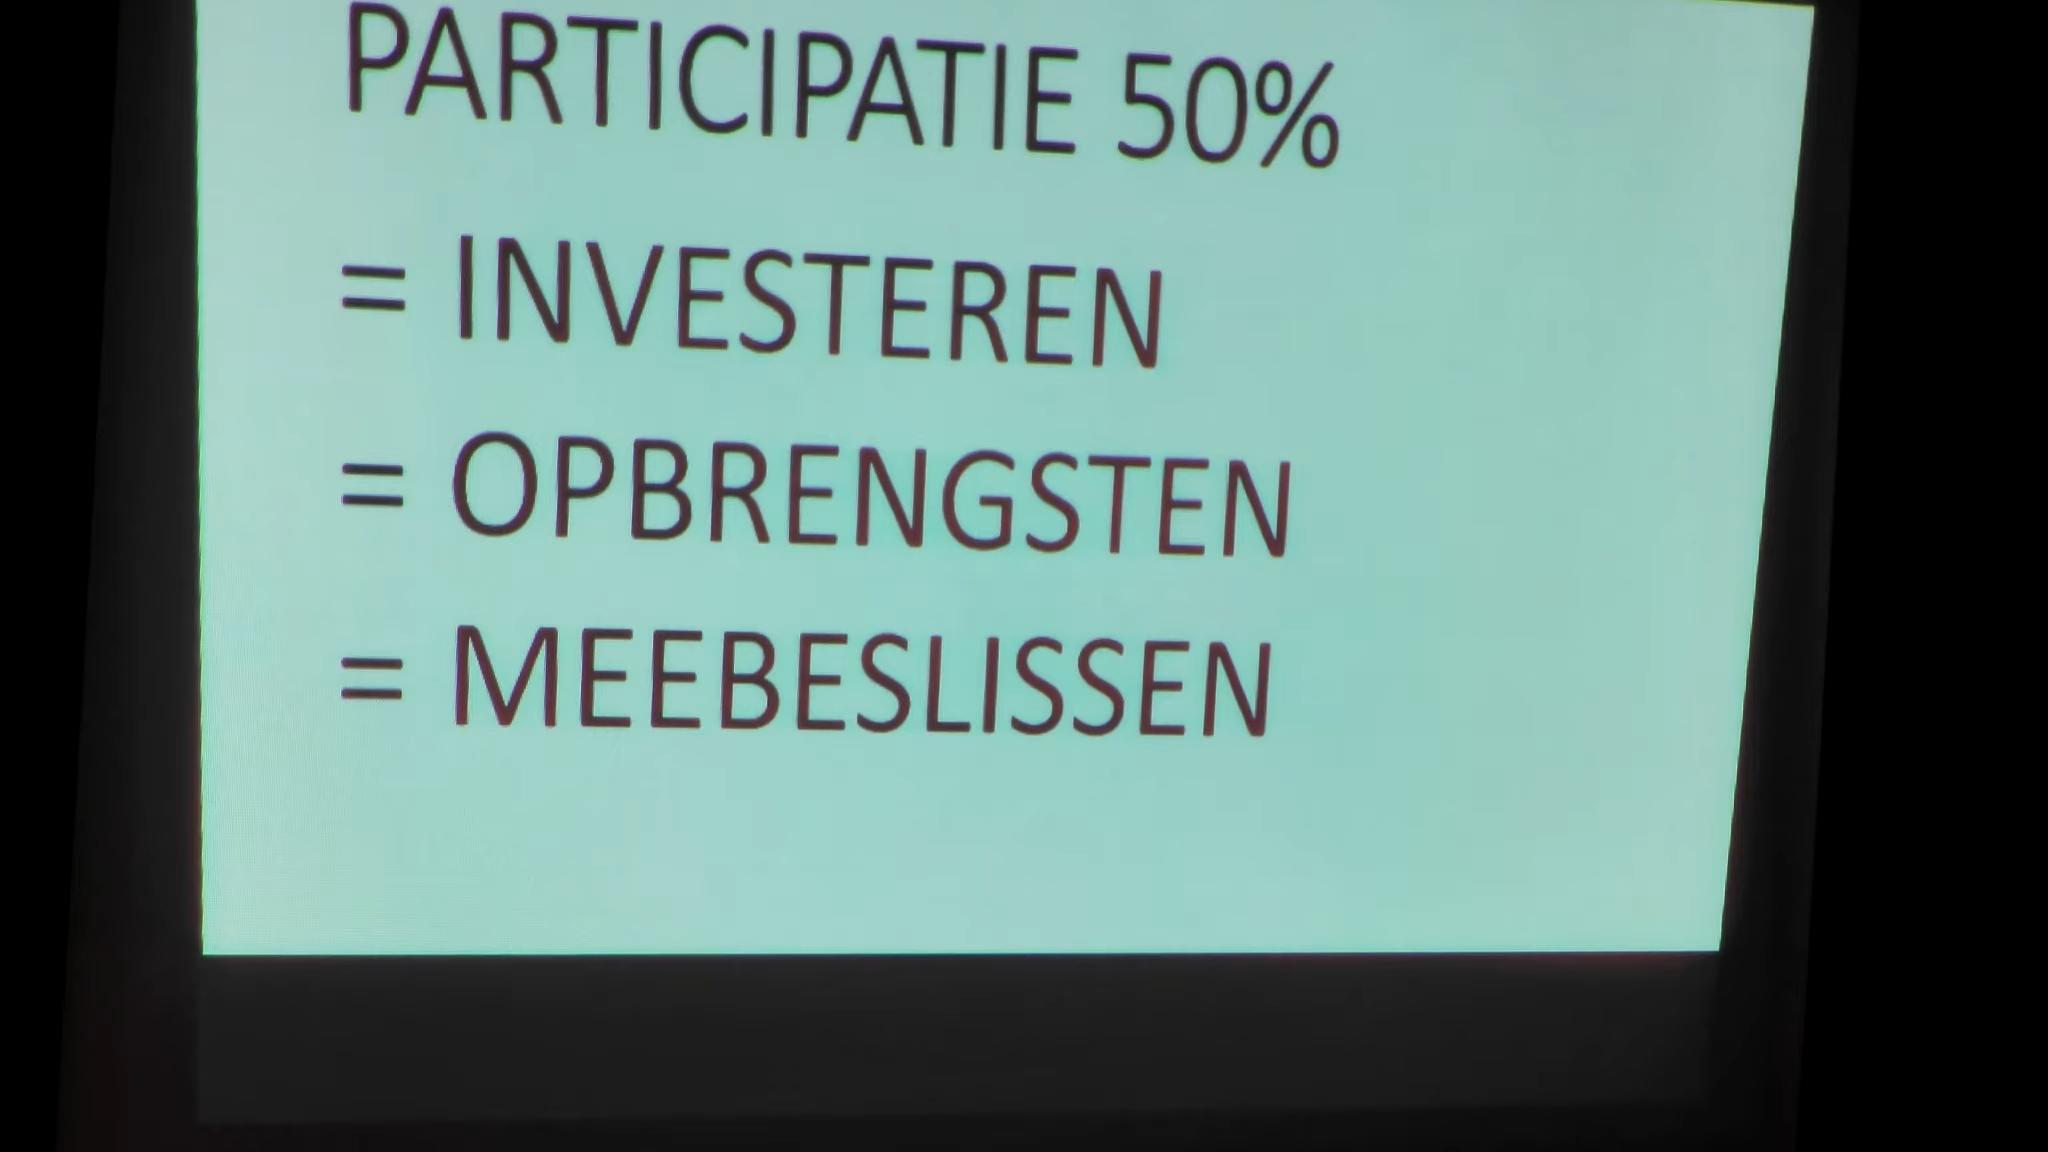 PARTICIPATIE 50%
= INVESTEREN
= OPBRENGSTEN
= MEEBESLISSEN